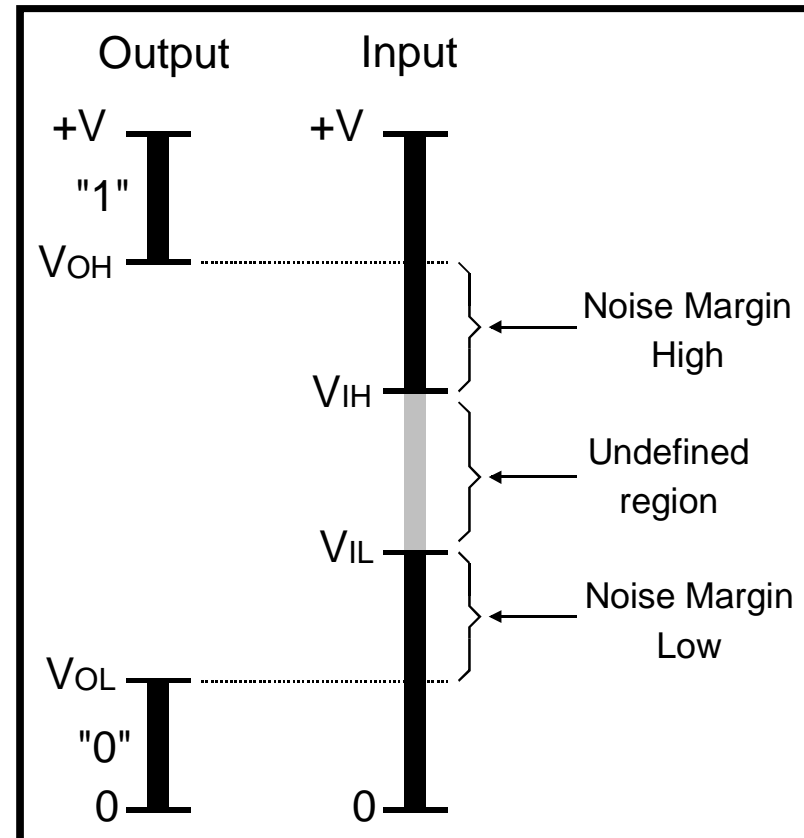 Output Input
+V +V
"1"
VOH
Noise Margin
High
VIH
Undefined
region
VIL
Noise Margin
Low
VOL
"0"
0 0